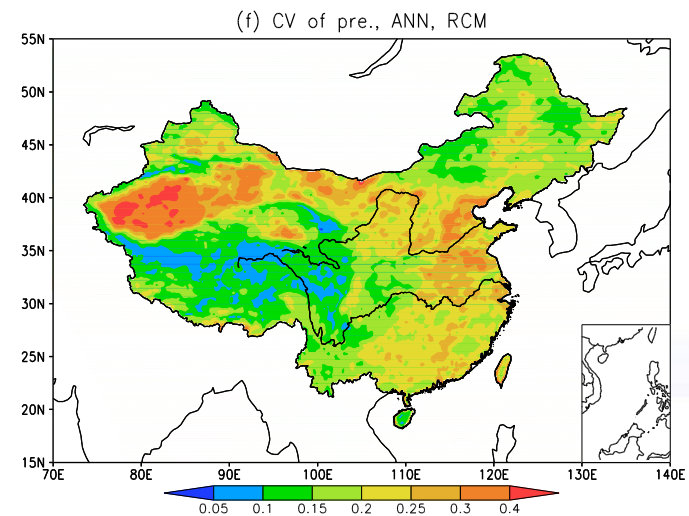 (f) CV of pre., ANN, RCM
55N
50N
45N
40N
35N
30N
25N
20N
15N
70E 80E 90E 100E 110E 120E 130E 140E
0.05 0.1 0.15 0.2 0.25 0.3 0.4